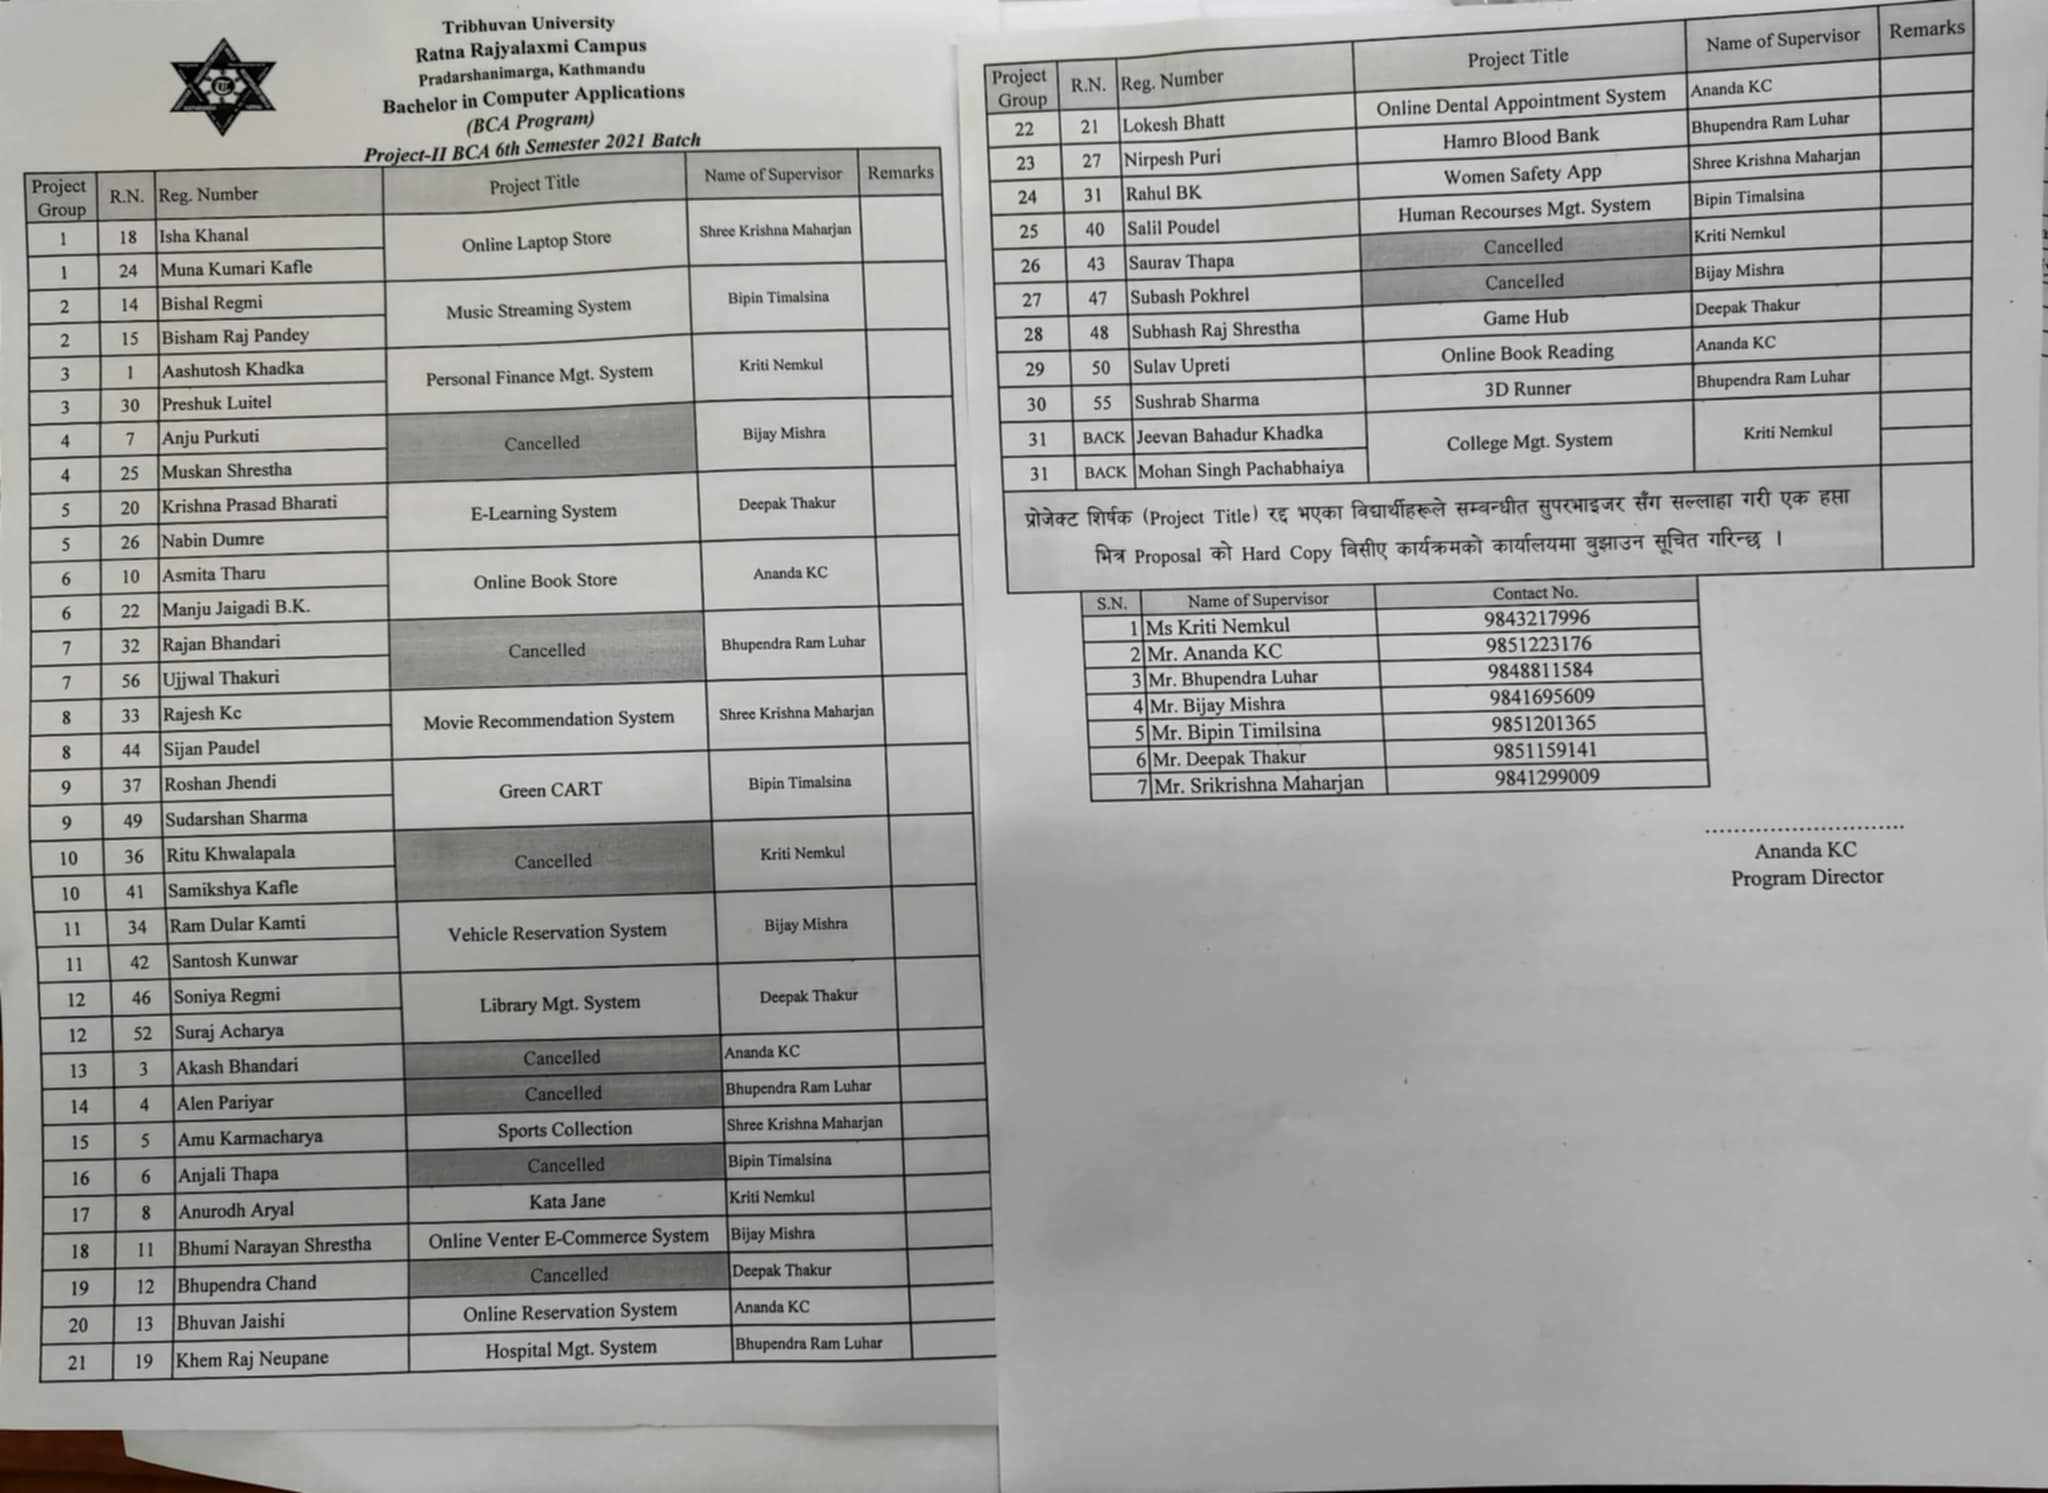 Tribhuvan University
Ratna Rajyalaxmi Campus
Pradarshanimarga, Kathmandu
Bachelor in Computer Applications
(BCA Program)
Project-II BCA 6th Semester 2021 Batch
Project Group R.N. Reg. Number Project Title Name of Supervisor Remarks
1 18 Isha Khanal Online Laptop Store Shree Krishna Maharjan
1 24 Muna Kumari Kafle
2 14 Bishal Regmi Music Streaming System Bipin Timalsina
2 15 Bisham Raj Pandey
3 1 Aashutosh Khadka Personal Finance Mgt. System Kriti Nemkul
3 30 Preshuk Luitel
4 7 Anju Purkuti Cancelled Bijay Mishra
4 25 Muskan Shrestha
5 20 Krishna Prasad Bharati E-Learning System Deepak Thakur
5 26 Nabin Dumre
6 10 Asmita Tharu Online Book Store Ananda KC
6 22 Manju Jaigadi B.K.
7 32 Rajan Bhandari Cancelled Bhupendra Ram Luhar
7 56 Ujjwal Thakuri
8 33 Rajesh Kc Movie Recommendation System Shree Krishna Maharjan
8 44 Sijan Paudel
9 37 Roshan Jhendi Green CART Bipin Timalsina
9 49 Sudarshan Sharma
10 36 Ritu Khwalapala Cancelled Kriti Nemkul
10 41 Samikshya Kafle
11 34 Ram Dular Kamti Vehicle Reservation System Bijay Mishra
11 42 Santosh Kunwar
12 46 Soniya Regmi Library Mgt. System Deepak Thakur
12 52 Suraj Acharya
13 3 Akash Bhandari Cancelled Ananda KC
14 4 Alen Pariyar Cancelled Bhupendra Ram Luhar
15 5 Amu Karmacharya Sports Collection Shree Krishna Maharjan
16 6 Anjali Thapa Cancelled Bipin Timalsina
17 8 Anurodh Aryal Kata Jane Kriti Nemkul
18 11 Bhumi Narayan Shrestha Online Venter E-Commerce System Bijay Mishra
19 12 Bhupendra Chand Cancelled Deepak Thakur
20 13 Bhuvan Jaishi Online Reservation System Ananda KC
21 19 Khem Raj Neupane Hospital Mgt. System Bhupendra Ram Luhar
Project Group R.N. Reg. Number Project Title Name of Supervisor Remarks
22 21 Lokesh Bhatt Online Dental Appointment System Ananda KC
23 27 Nirpesh Puri Hamro Blood Bank Bhupendra Ram Luhar
24 31 Rahul BK Women Safety App Shree Krishna Maharjan
25 40 Salil Poudel Human Recourses Mgt. System Bipin Timalsina
26 43 Saurav Thapa Cancelled Kriti Nemkul
27 47 Subash Pokhrel Cancelled Bijay Mishra
28 48 Subhash Raj Shrestha Game Hub Deepak Thakur
29 50 Sulav Upreti Online Book Reading Ananda KC
30 55 Sushrab Sharma 3D Runner Bhupendra Ram Luhar
31 BACK Jeevan Bahadur Khadka College Mgt. System Kriti Nemkul
31 BACK Mohan Singh Pachabhaiya
प्रोजेक्ट शिर्षक (Project Title) रद्द भएका विद्यार्थीहरूले सम्बन्धीत सुपरभाइजर सँग सल्लाहा गरी एक हप्ता
भित्र Proposal को Hard Copy बिसीए कार्यक्रमको कार्यालयमा बुझाउन सूचित गरिन्छ ।
S.N. Name of Supervisor Contact No.
1 Ms Kriti Nemkul 9843217996
2 Mr. Ananda KC 9851223176
3 Mr. Bhupendra Luhar 9848811584
4 Mr. Bijay Mishra 9841695609
5 Mr. Bipin Timilsina 9851201365
6 Mr. Deepak Thakur 9851159141
7 Mr. Srikrishna Maharjan 9841299009
Ananda KC
Program Director